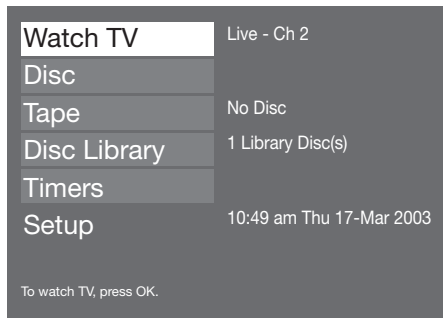 Watch TV Live - Ch 2
Disc
Tape No Disc
Disc Library 1 Library Disc(s)
Timers
Setup 10:49 am Thu 17-Mar 2003
To watch TV, press OK.